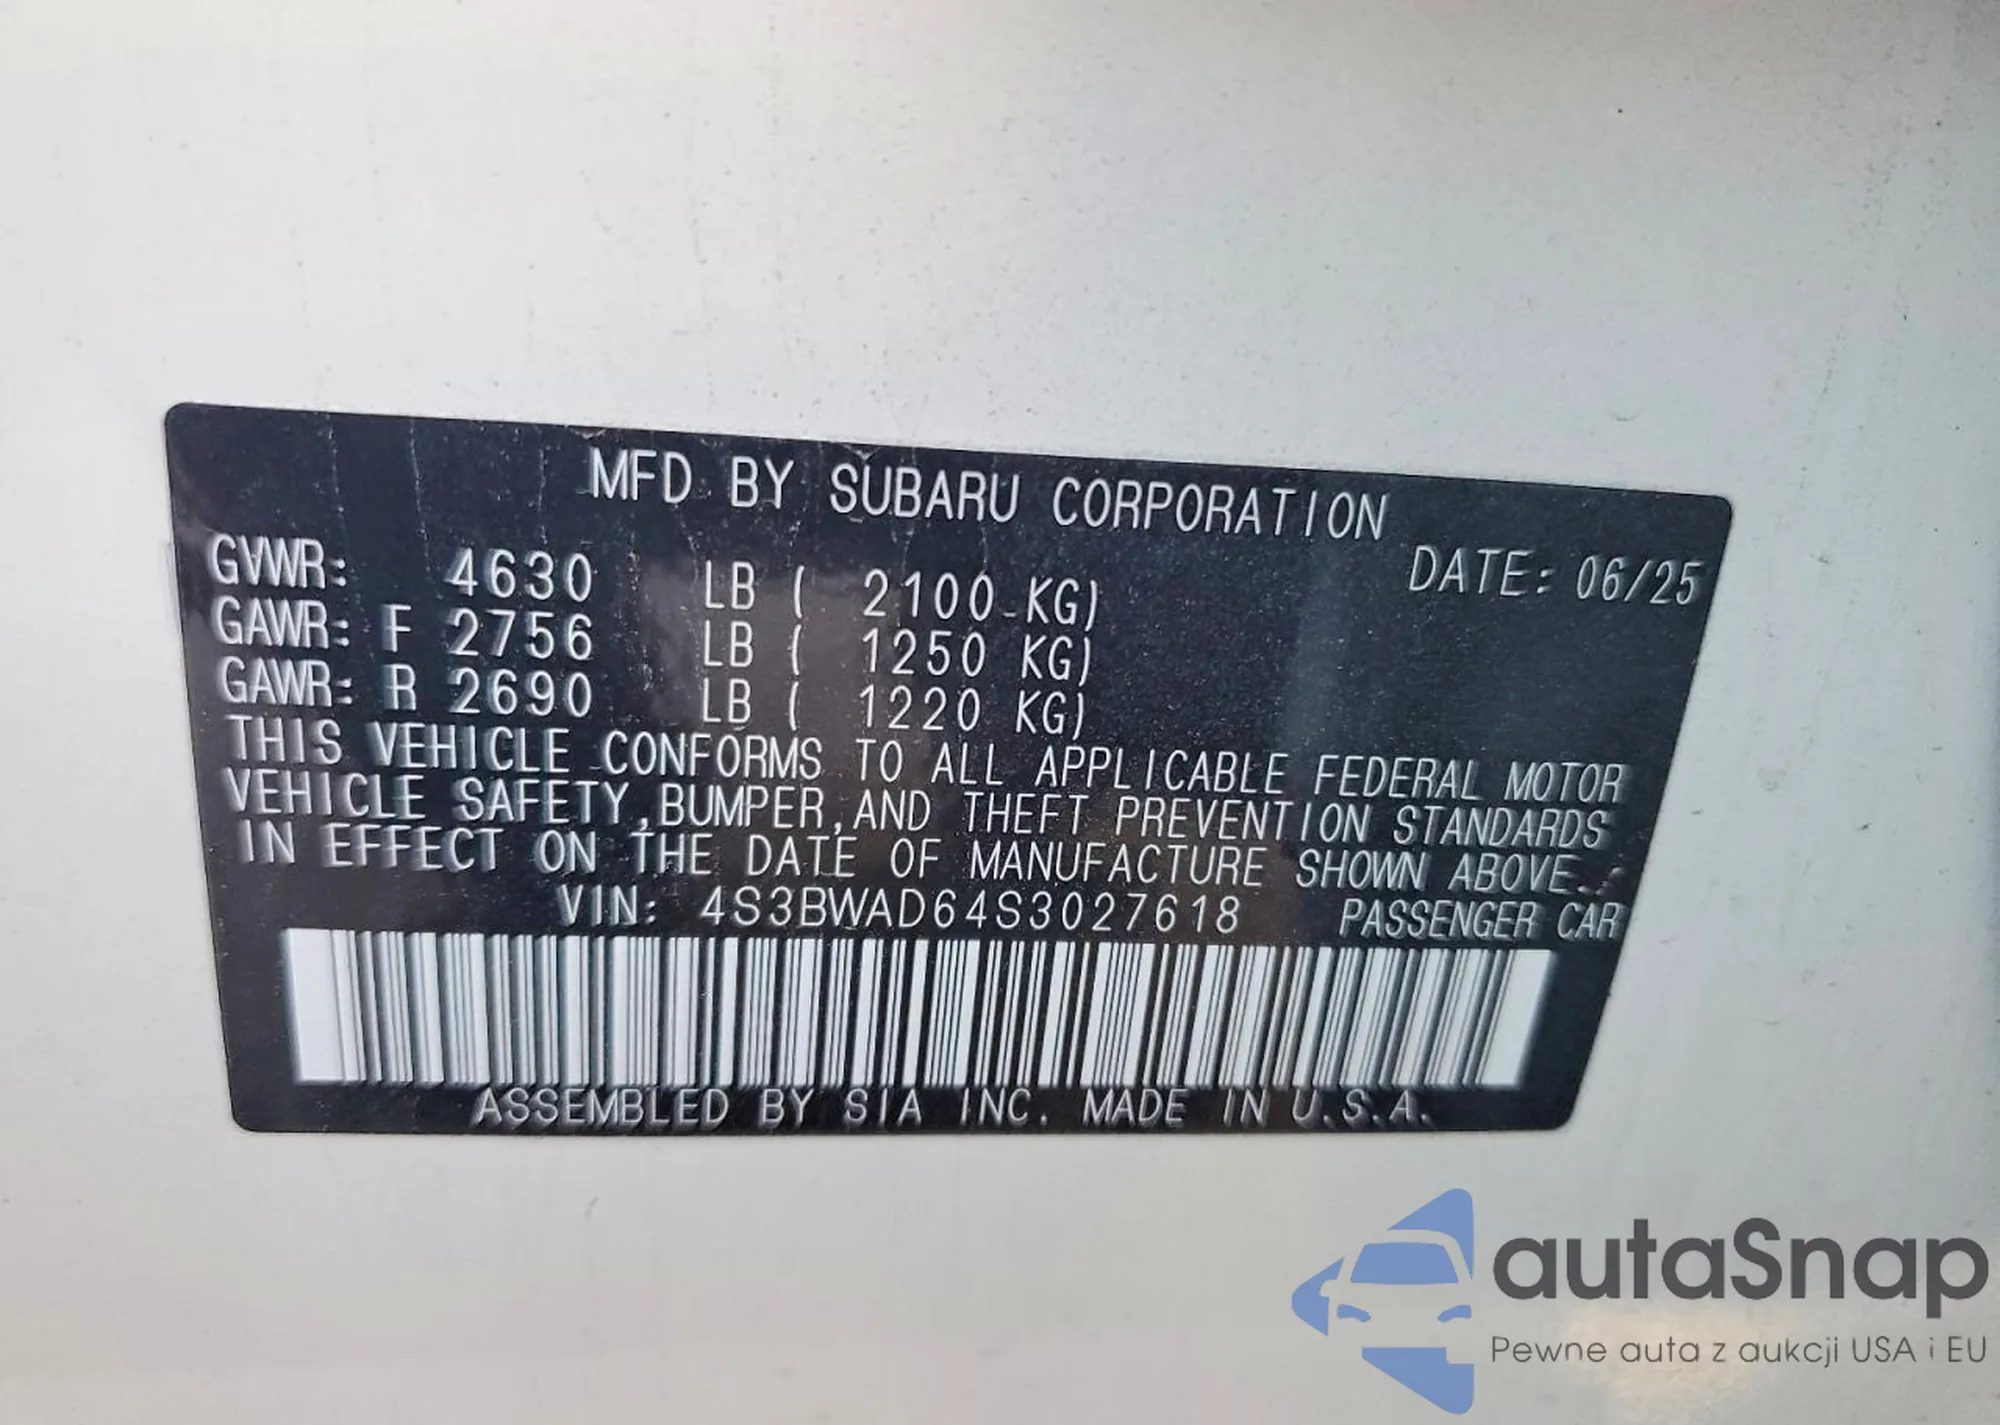 MFD BY SUBARU CORPORATION
DATE: 06/25
GVWR: 4630 LB ( 2100 KG)
GAWR: F 2756 LB ( 1250 KG)
GAWR: R 2690 LB ( 1220 KG)
THIS VEHICLE CONFORMS TO ALL APPLICABLE FEDERAL MOTOR
VEHICLE SAFETY, BUMPER, AND THEFT PREVENTION STANDARDS
IN EFFECT ON THE DATE OF MANUFACTURE SHOWN ABOVE.
VIN: 4S3BWAD64S3027618 PASSENGER CAR
ASSEMBLED BY SIA INC. MADE IN U.S.A.
autaSnap
Pewne auta z aukcji USA i EU